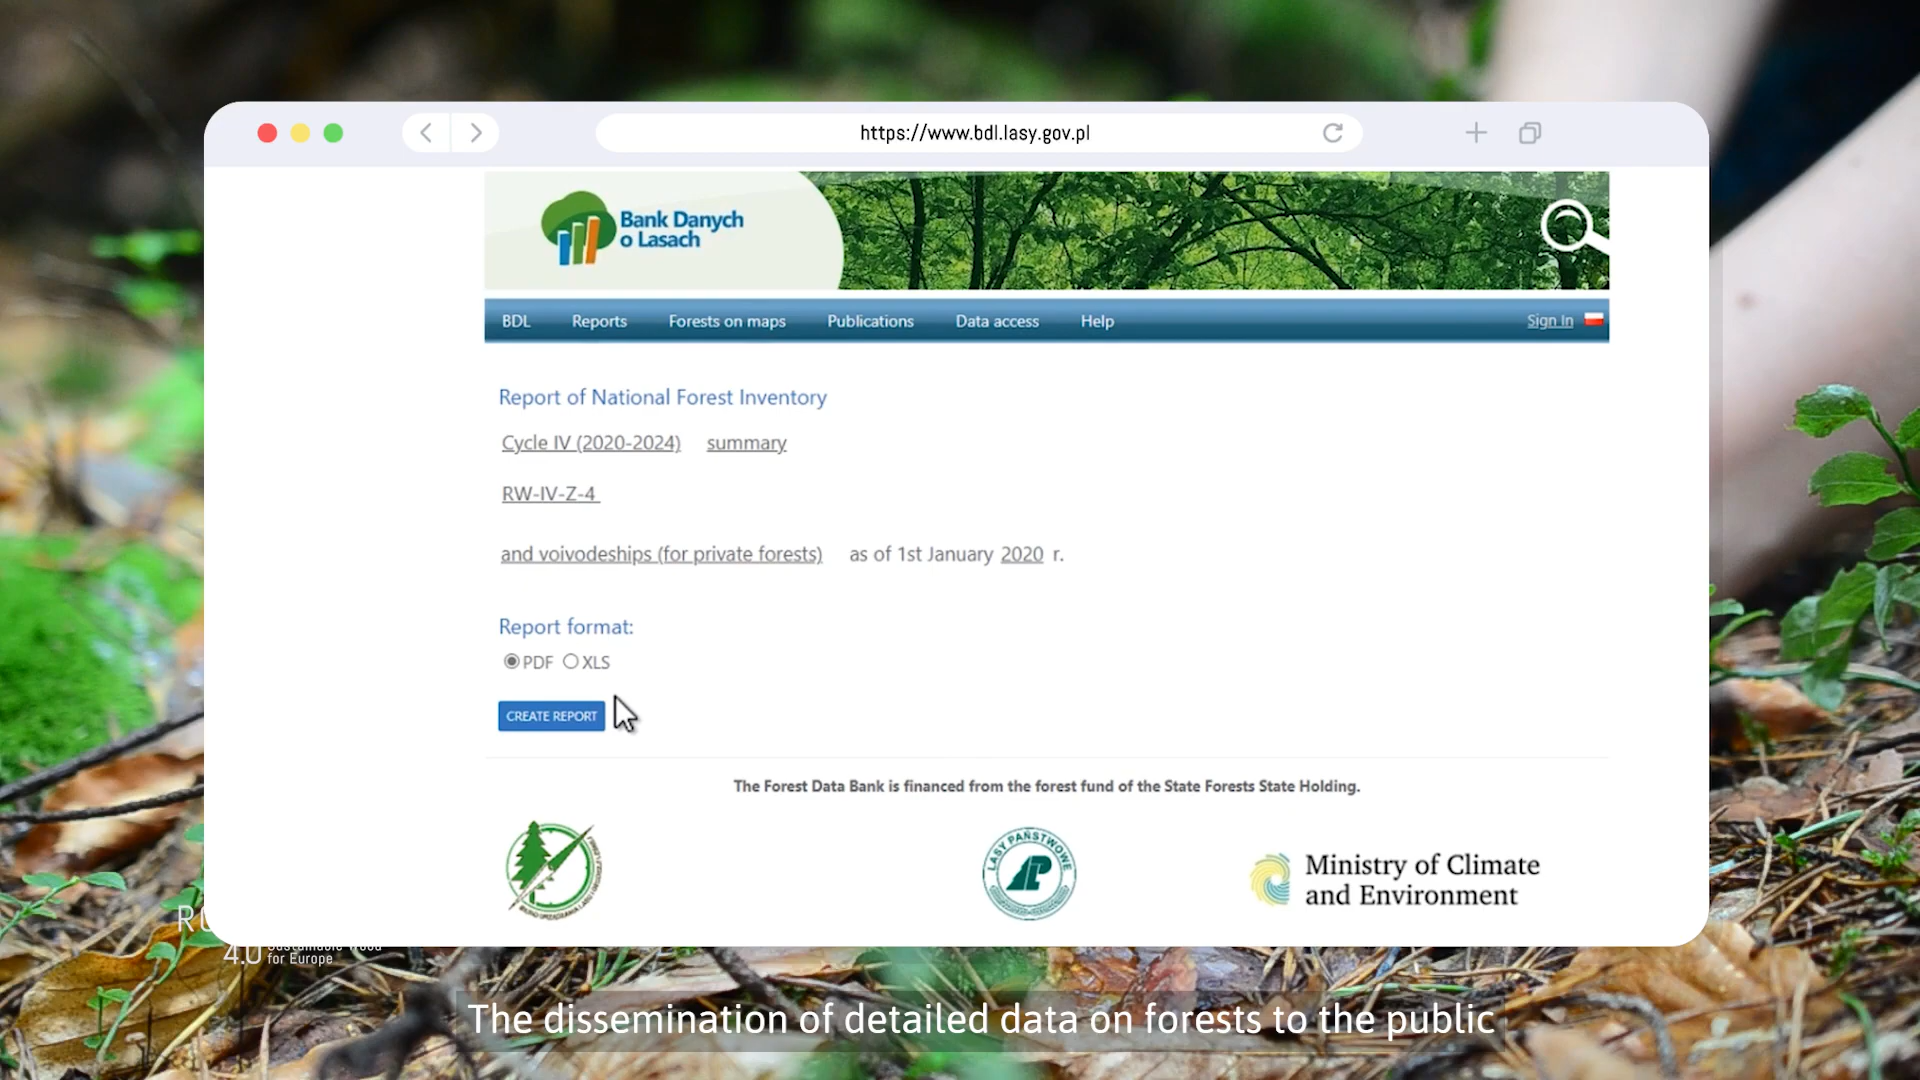 https://www.bdl.lasy.gov.pl
Bank Danych
o Lasach
BDL Reports Forests on maps Publications Data access Help Sign In
Report of National Forest Inventory
Cycle IV (2020-2024) summary
RW-IV-Z-4
and voivodeships (for private forests) as of 1st January 2020 r.
Report format:
PDF XLS
CREATE REPORT
The Forest Data Bank is financed from the forest fund of the State Forests State Holding.
LASY PAŃSTWOWE
Ministry of Climate
and Environment
4.0
for Europe
The dissemination of detailed data on forests to the public